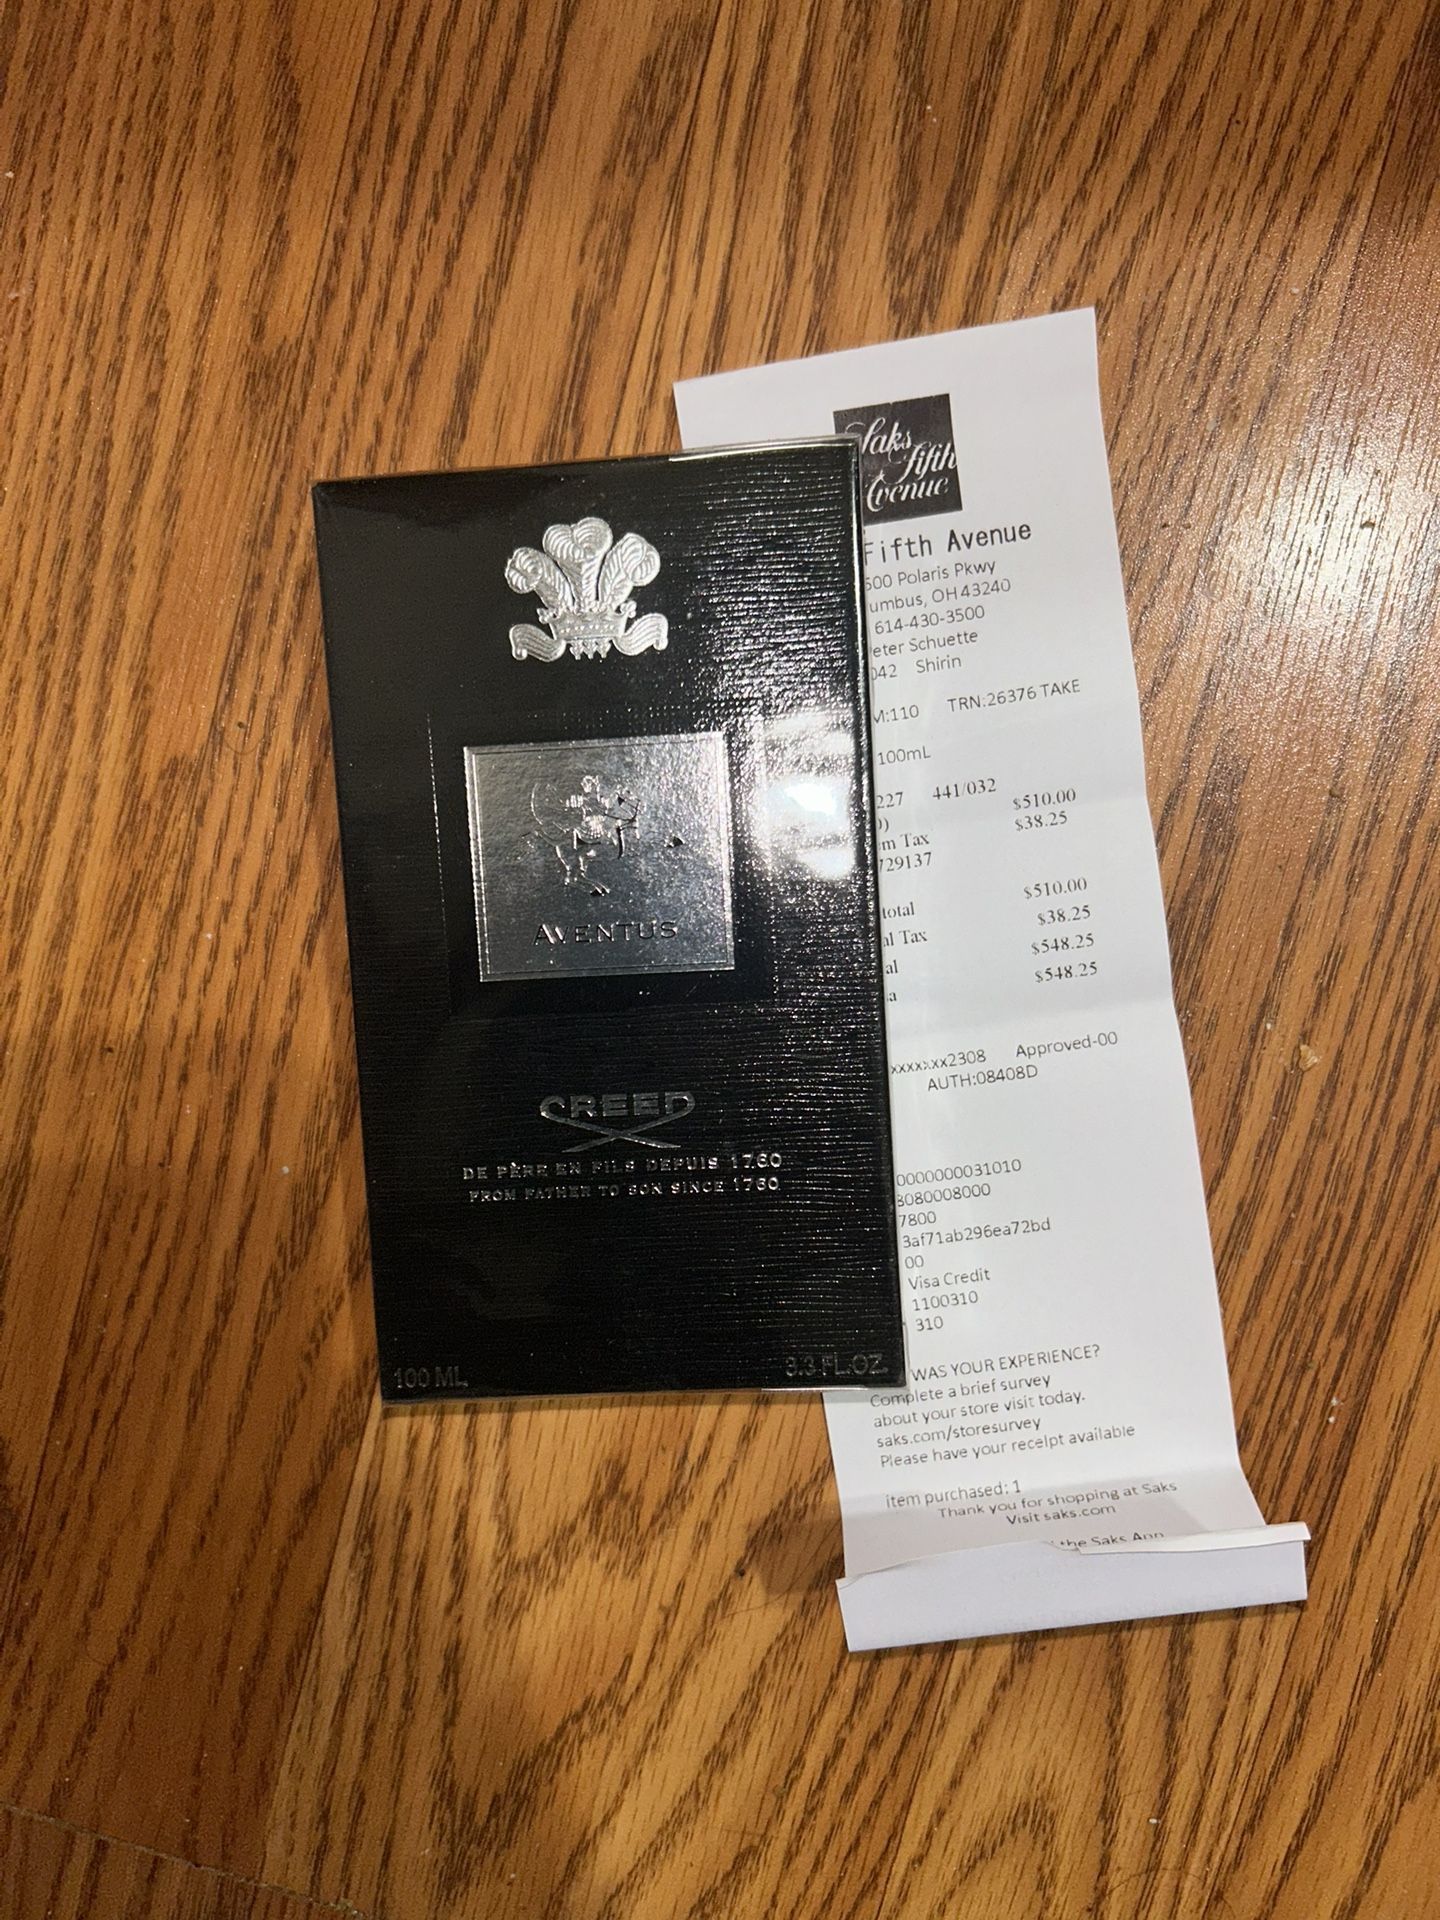 AVENTUS
CREED
DE PÈRE EN FILS DEPUIS 1760
FROM FATHER TO SON SINCE 1760
100 ML
3.3 FL.OZ.
Saks
Fifth
Avenue
Fifth Avenue
500 Polaris Pkwy
umbus, OH 43240
614-430-3500
eter Schuette
042 Shirin
M:110 TRN:26376 TAKE
100mL
227 441/032
$510.00
)) $38.25
m Tax
729137
total $510.00
al Tax $38.25
al $548.25
a $548.25
xxxxxxx2308 Approved-00
AUTH:08408D
0000000031010
8080008000
7800
3af71ab296ea72bd
00
Visa Credit
1100310
310
WAS YOUR EXPERIENCE?
Complete a brief survey
about your store visit today.
saks.com/storesurvey
Please have your receipt available
item purchased: 1
Thank you for shopping at Saks
Visit saks.com
the Saks App